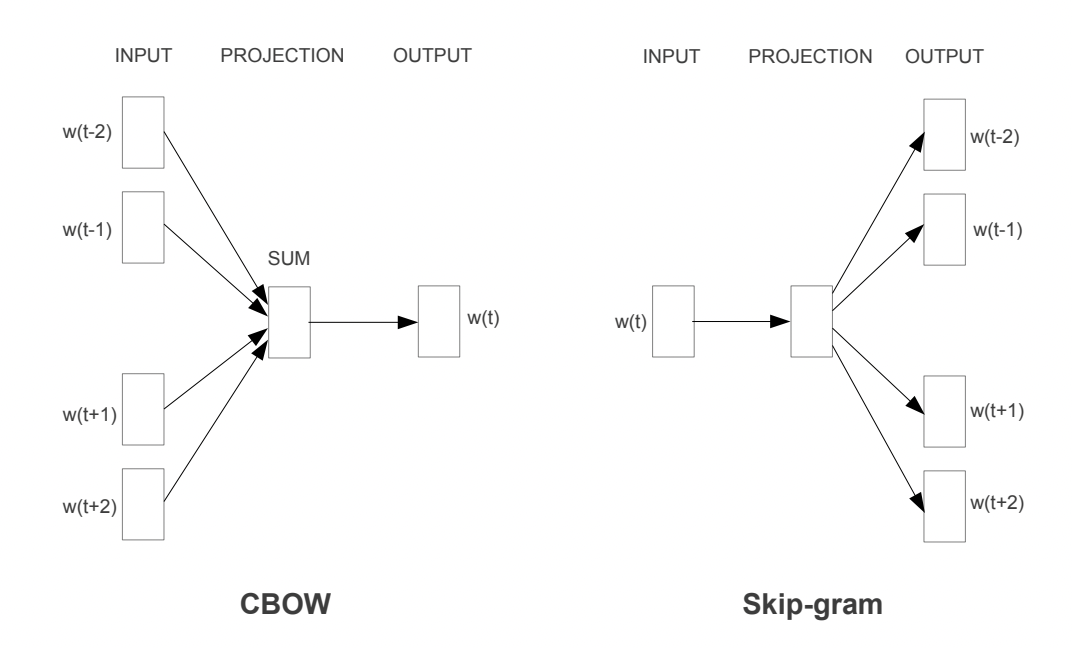 INPUT PROJECTION OUTPUT
w(t-2)
w(t-1)
SUM
w(t)
w(t+1)
w(t+2)
CBOW
INPUT PROJECTION OUTPUT
w(t-2)
w(t-1)
w(t)
w(t+1)
w(t+2)
Skip-gram